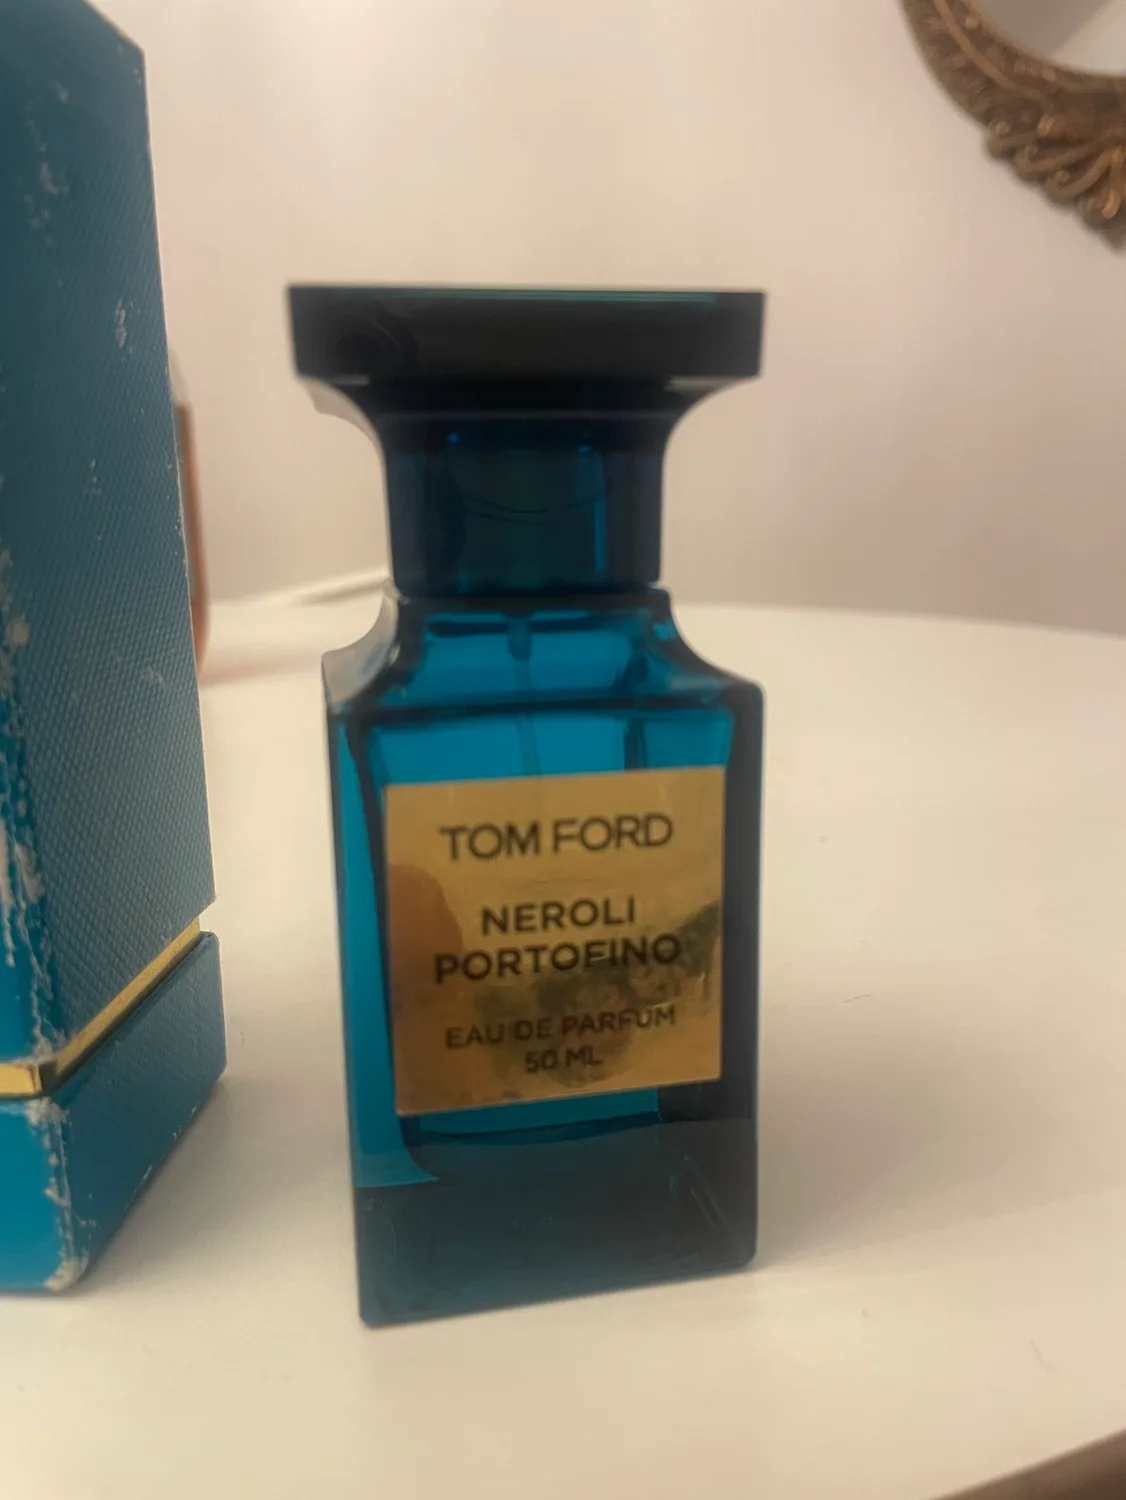 TOM FORD
NEROLI
PORTOFINO
EAU DE PARFUM
50 ML